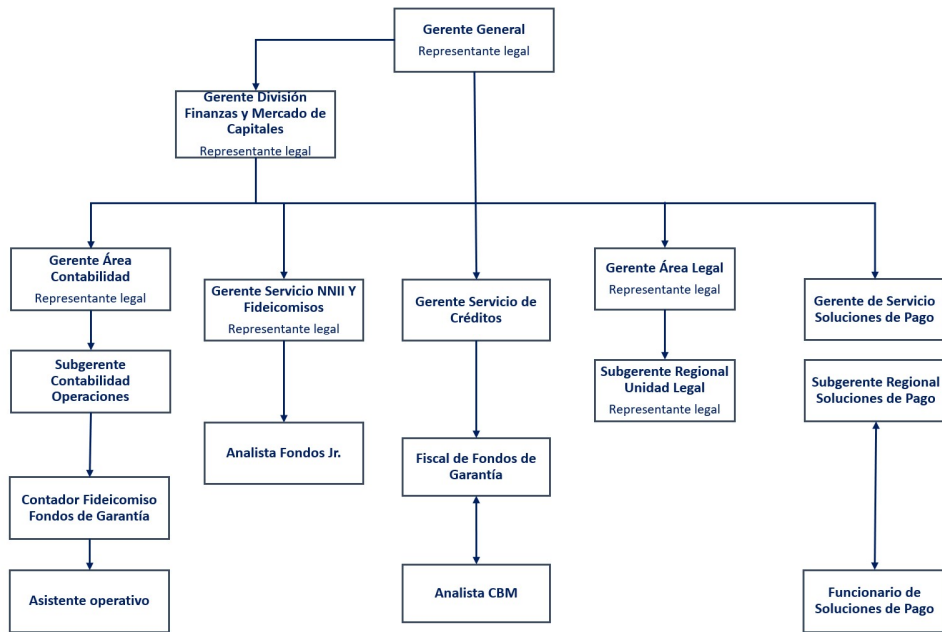 Gerente General
Representante legal
Gerente División
Finanzas y Mercado de
Capitales
Representante legal
Gerente Área
Contabilidad
Representante legal
Gerente Servicio NNII Y
Fideicomisos
Representante legal
Gerente Servicio de
Créditos
Gerente Área Legal
Representante legal
Gerente de Servicio
Soluciones de Pago
Subgerente
Contabilidad
Operaciones
Subgerente Regional
Unidad Legal
Representante legal
Subgerente Regional
Soluciones de Pago
Analista Fondos Jr.
Fiscal de Fondos de
Garantía
Contador Fideicomiso
Fondos de Garantía
Asistente operativo
Analista CBM
Funcionario de
Soluciones de Pago